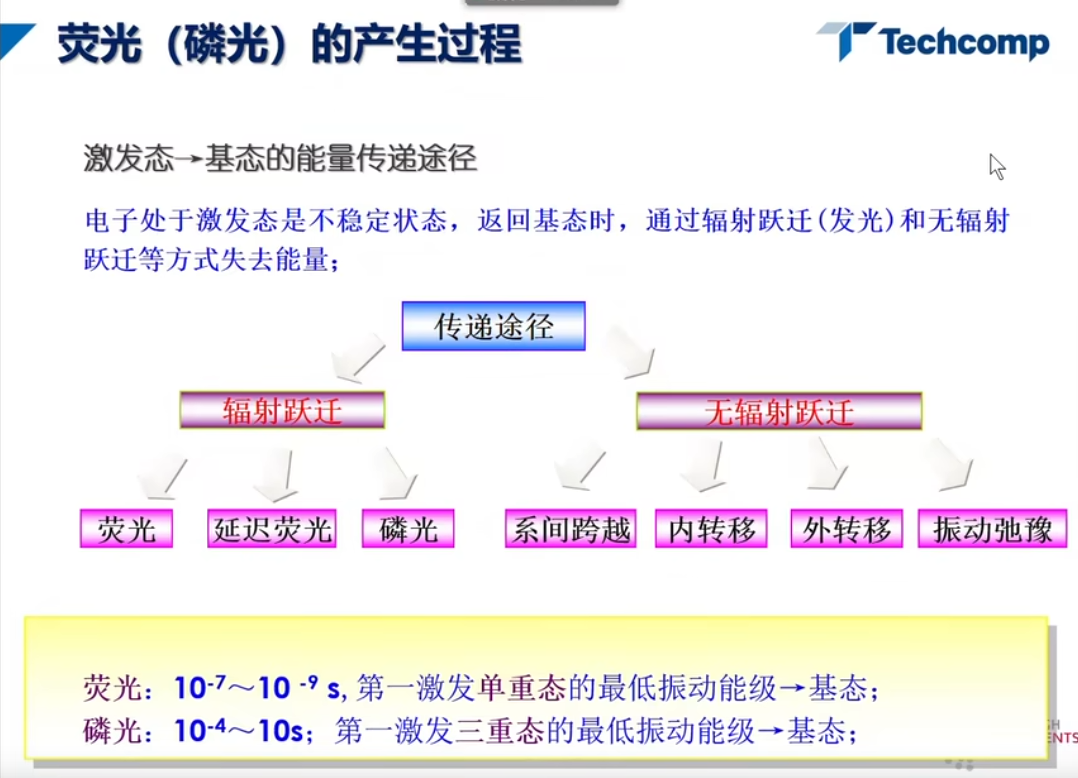 荧光（磷光）的产生过程
Techcomp
激发态→基态的能量传递途径
电子处于激发态是不稳定状态，返回基态时，通过辐射跃迁(发光)和无辐射
跃迁等方式失去能量；
传递途径
辐射跃迁
无辐射跃迁
荧光
延迟荧光
磷光
系间跨越
内转移
外转移
振动弛豫
荧光：10⁻⁷～10 ⁻⁹ s,第一激发单重态的最低振动能级→基态；
磷光：10⁻⁴～10s；第一激发三重态的最低振动能级→基态；